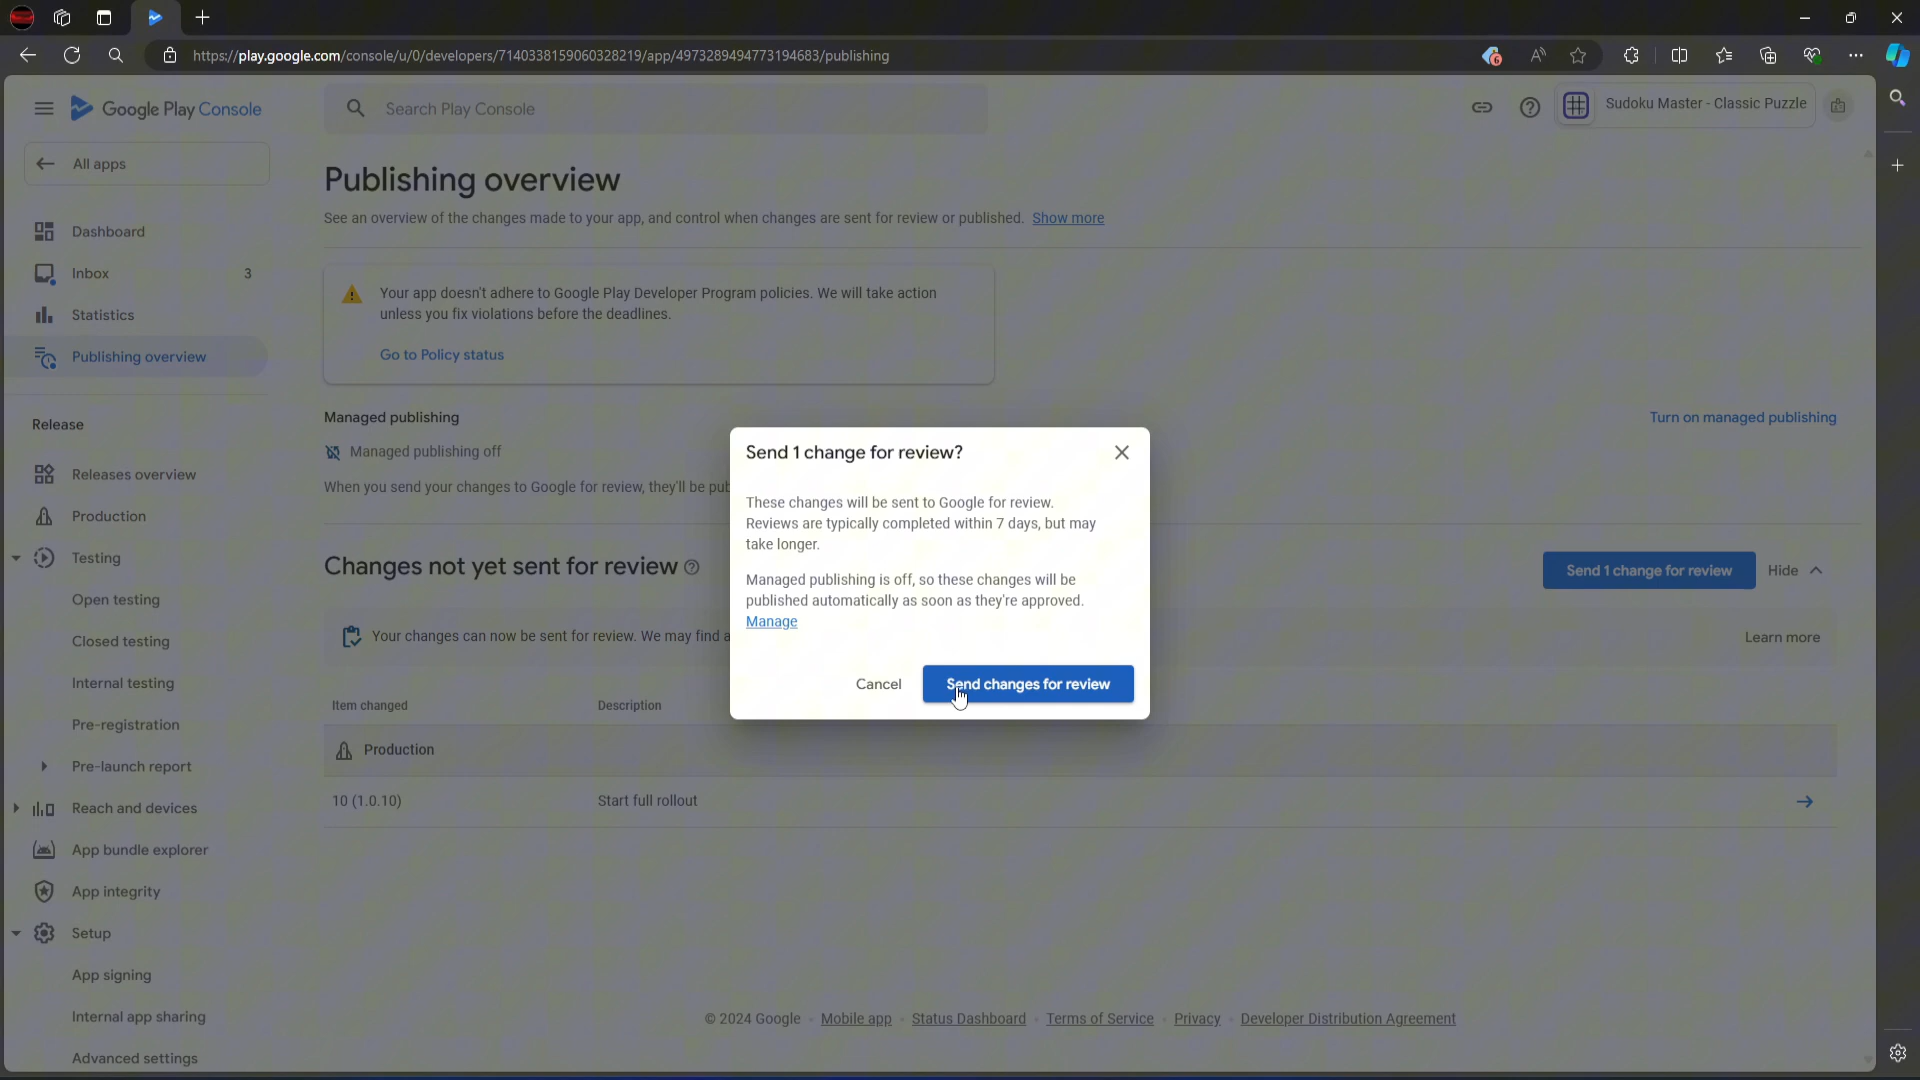 https://play.google.com/console/u/0/developers/7140338159060328219/app/4973289494773194683/publishing
6
Google Play Console
Search Play Console
Sudoku Master - Classic Puzzle
All apps
Dashboard
Inbox 3
Statistics
Publishing overview
Release
Releases overview
Production
Testing
Open testing
Closed testing
Internal testing
Pre-registration
Pre-launch report
Reach and devices
App bundle explorer
App integrity
Setup
App signing
Internal app sharing
Advanced settings
Publishing overview
See an overview of the changes made to your app, and control when changes are sent for review or published. Show more
Your app doesn't adhere to Google Play Developer Program policies. We will take action
unless you fix violations before the deadlines.
Go to Policy status
Managed publishing
Turn on managed publishing
Managed publishing off
When you send your changes to Google for review, they'll be
Changes not yet sent for review
Send 1 change for review
Hide
Your changes can now be sent for review. We may find
Learn more
Item changed Description
Production
10 (1.0.10) Start full rollout
Send 1 change for review?
These changes will be sent to Google for review.
Reviews are typically completed within 7 days, but may
take longer.
Managed publishing is off, so these changes will be
published automatically as soon as they're approved.
Manage
Cancel
Send changes for review
© 2024 Google · Mobile app · Status Dashboard · Terms of Service · Privacy · Developer Distribution Agreement